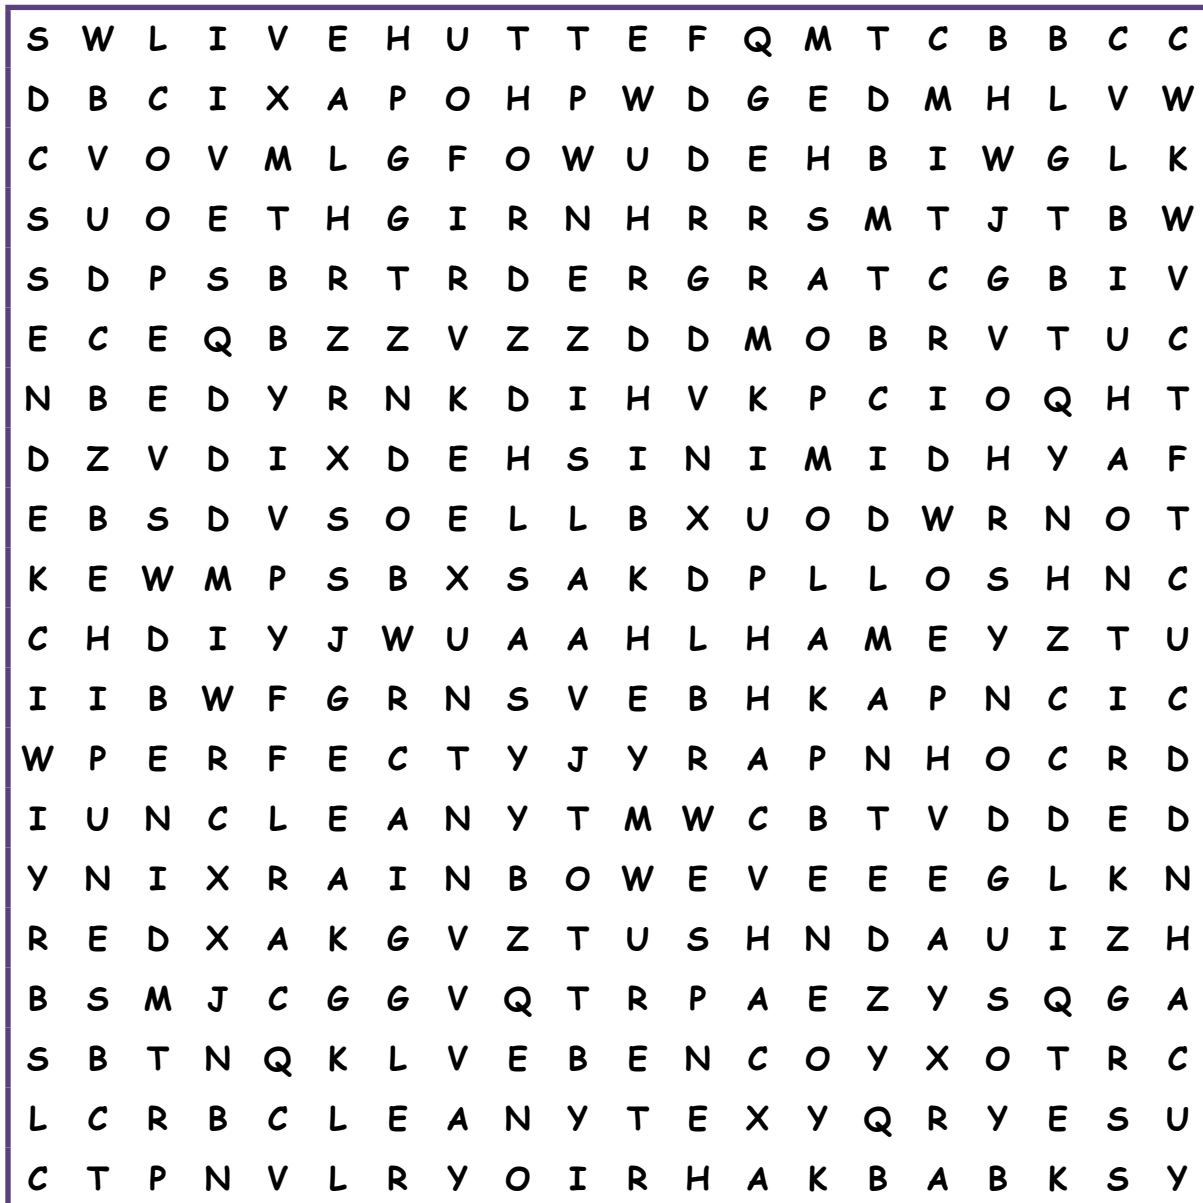 S W L I V E H U T T E F Q M T C B B C C
D B C I X A P O H P W D G E D M H L V W
C V O V M L G F O W U D E H B I W G L K
S U O E T H G I R N H R R S M T J T B W
S D P S B R T R D E R G R A T C G B I V
E C E Q B Z Z V Z Z D D M O B R V T U C
N B E D Y R N K D I H V K P C I O Q H T
D Z V D I X D E H S I N I M I D H Y A F
E B S D V S O E L L B X U O D W R N O T
K E W M P S B X S A K D P L L O S H N C
C H D I Y J W U A A H L H A M E Y Z T U
I I B W F G R N S V E B H K A P N C I C
W P E R F E C T Y J Y R A P N H O C R D
I U N C L E A N Y T M W C B T V D D E D
Y N I X R A I N B O W E V E E E G L K N
R E D X A K G V Z T U S H N D A U I Z H
B S M J C G G V Q T R P A E Z Y S Q G A
S B T N Q K L V E B E N C O Y X O T R C
L C R B C L E A N Y T E X Y Q R Y E S U
C T P N V L R Y O I R H A K B A B K S Y